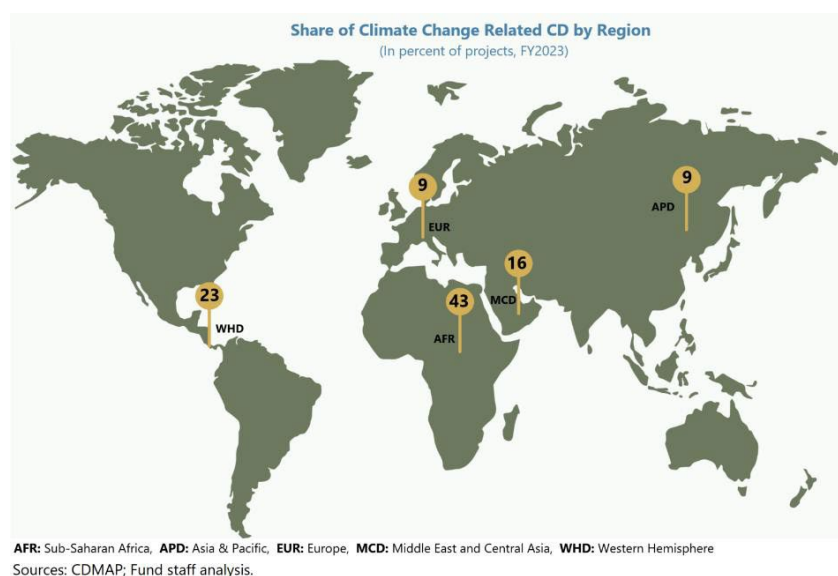 Share of Climate Change Related CD by Region
(In percent of projects, FY2023)
9
EUR
9
APD
16
MCD
23
WHD
43
AFR
AFR: Sub-Saharan Africa, APD: Asia & Pacific, EUR: Europe, MCD: Middle East and Central Asia, WHD: Western Hemisphere
Sources: CDMAP; Fund staff analysis.